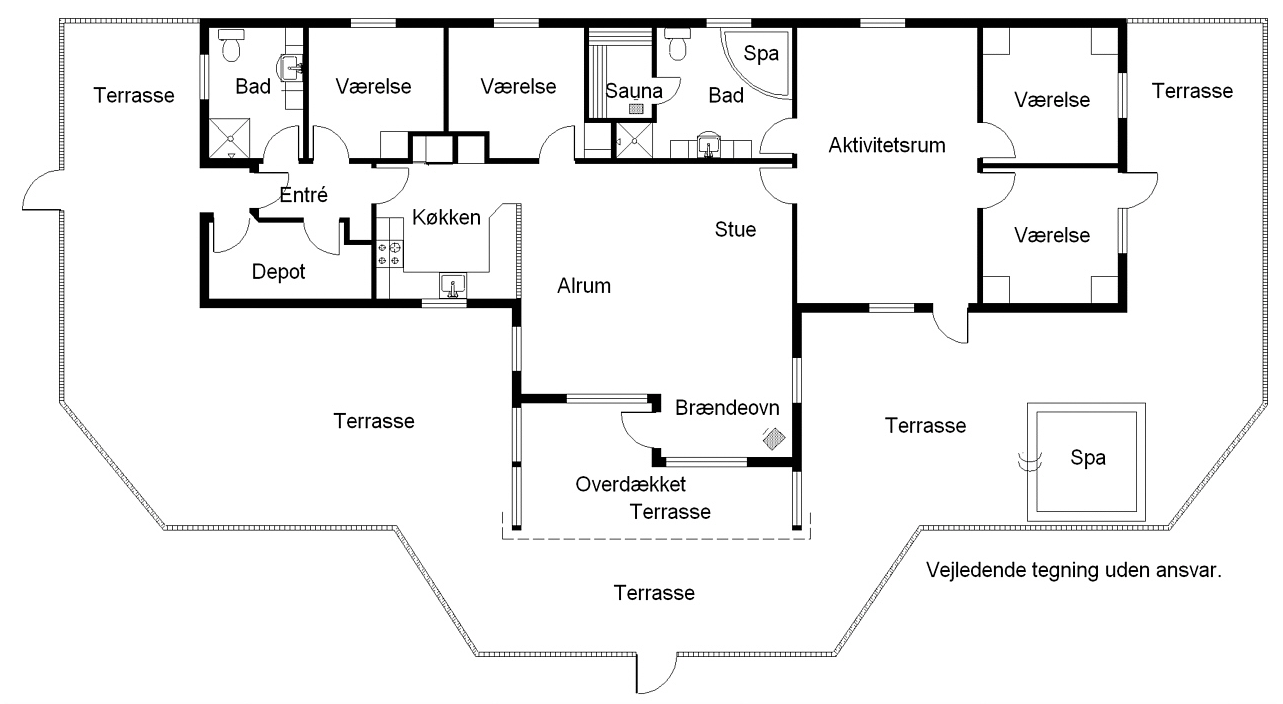 Terrasse
Bad
Værelse
Værelse
Sauna
Bad
Spa
Aktivitetsrum
Værelse
Terrasse
Entré
Køkken
Stue
Værelse
Depot
Alrum
Terrasse
Brændeovn
Terrasse
Spa
Overdækket
Terrasse
Terrasse
Vejledende tegning uden ansvar.